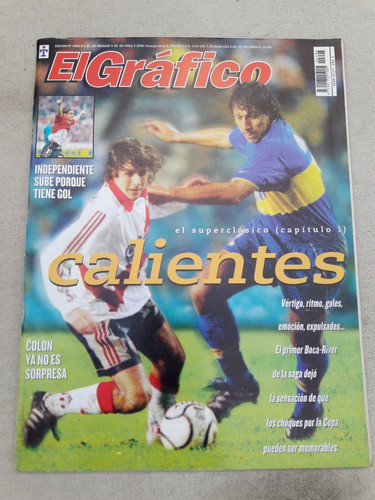 El Gráfico
INDEPENDIENTE
SUBE PORQUE
TIENE GOL
el superclásico (capítulo 1)
calientes
Vértigo, ritmo, goles,
emoción, expulsados...
El primer Boca-River
de la saga dejó
la sensación de que
los choques por la Copa
pueden ser memorables.
COLON
YA NO ES
SORPRESA